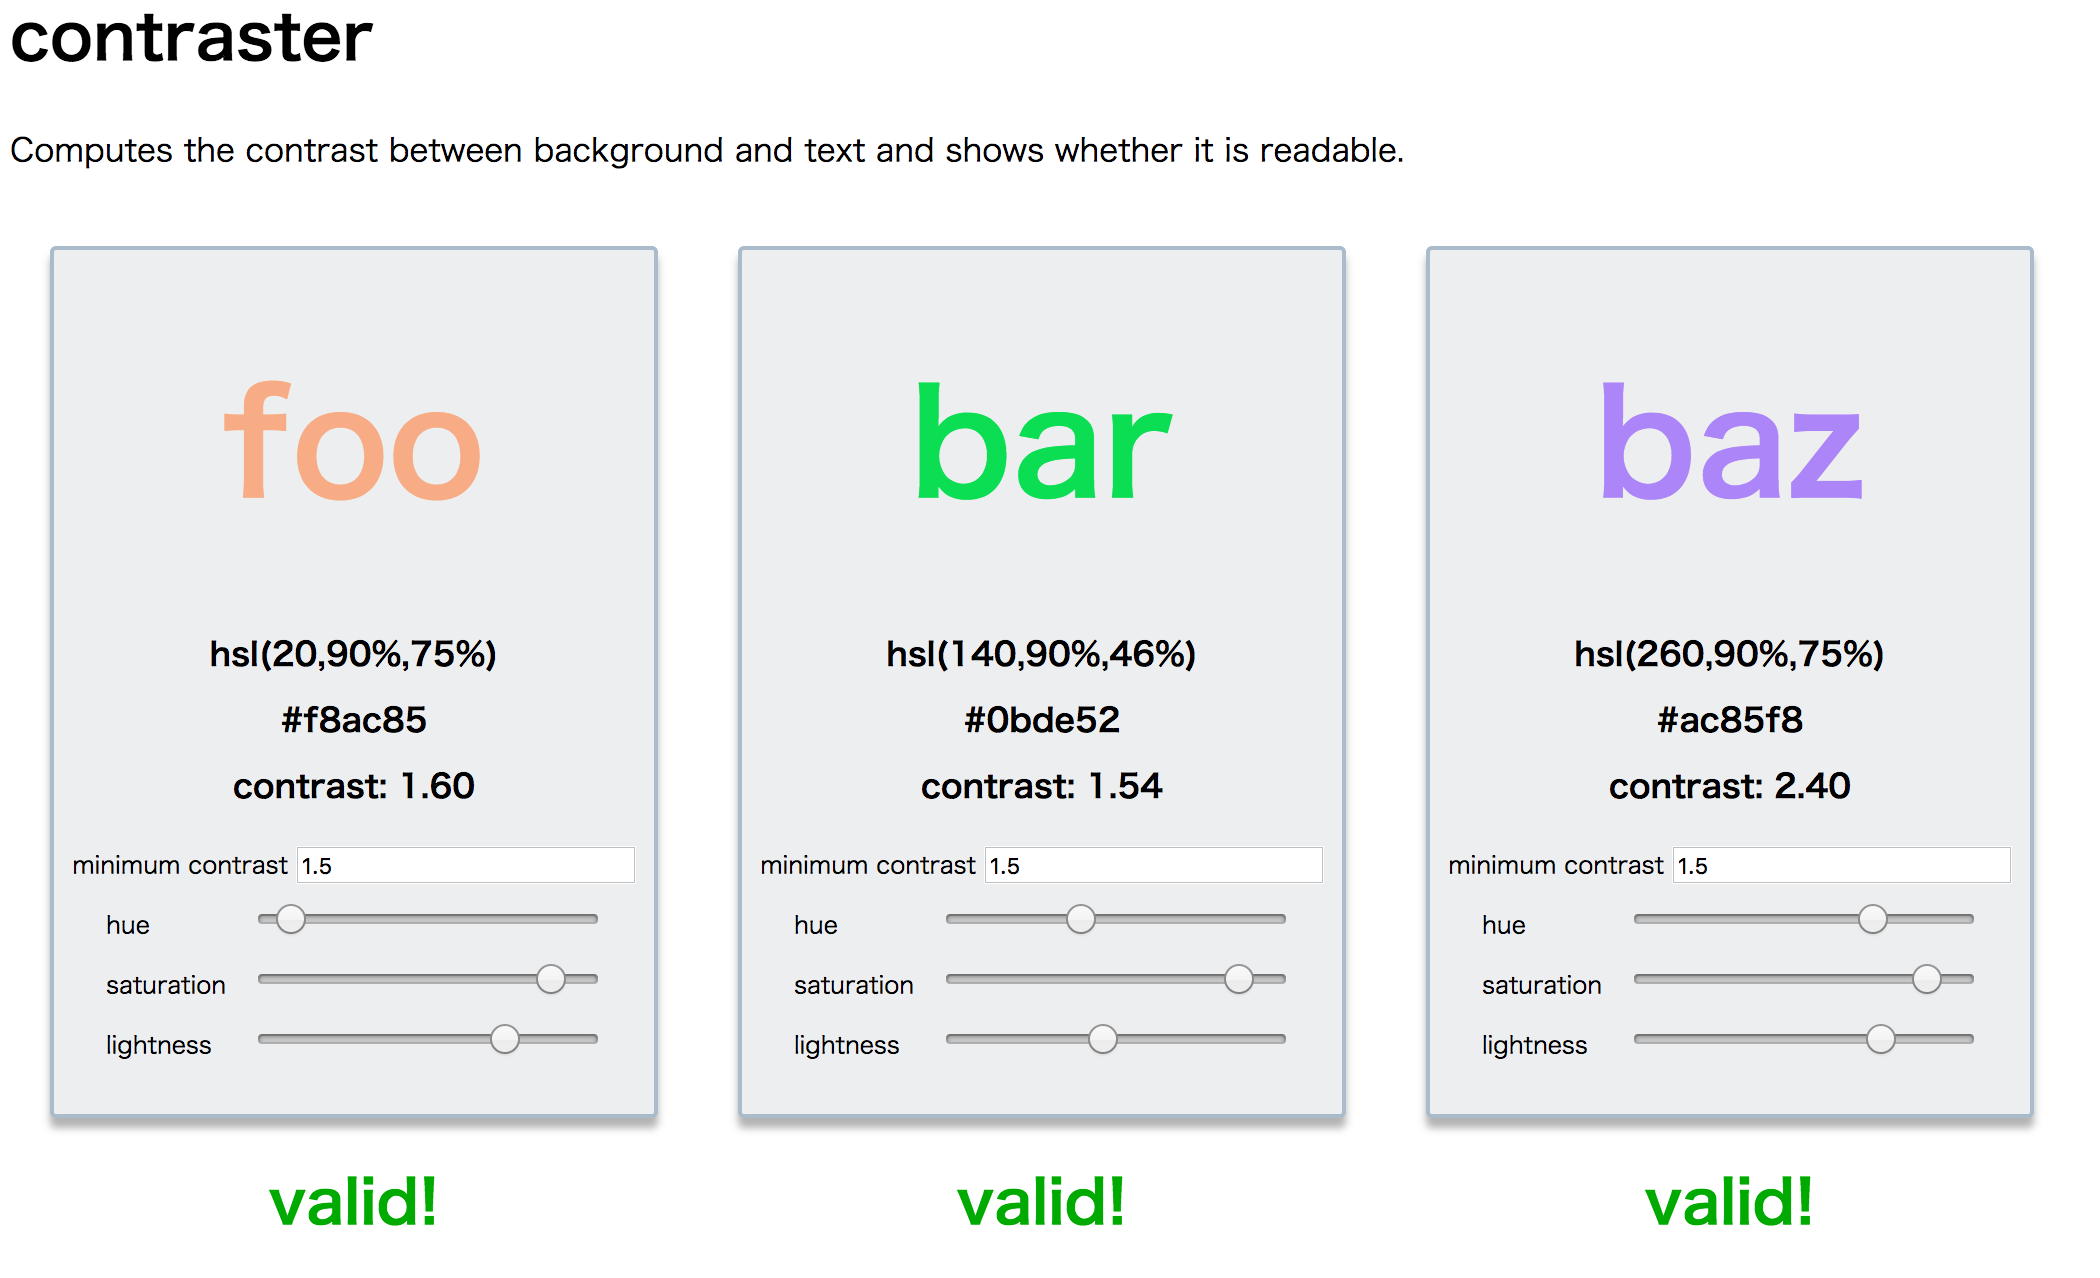 contraster
Computes the contrast between background and text and shows whether it is readable.
foo
hsl(20,90%,75%)
#f8ac85
contrast: 1.60
minimum contrast 1.5
hue
saturation
lightness
valid!
bar
hsl(140,90%,46%)
#0bde52
contrast: 1.54
minimum contrast 1.5
hue
saturation
lightness
valid!
baz
hsl(260,90%,75%)
#ac85f8
contrast: 2.40
minimum contrast 1.5
hue
saturation
lightness
valid!